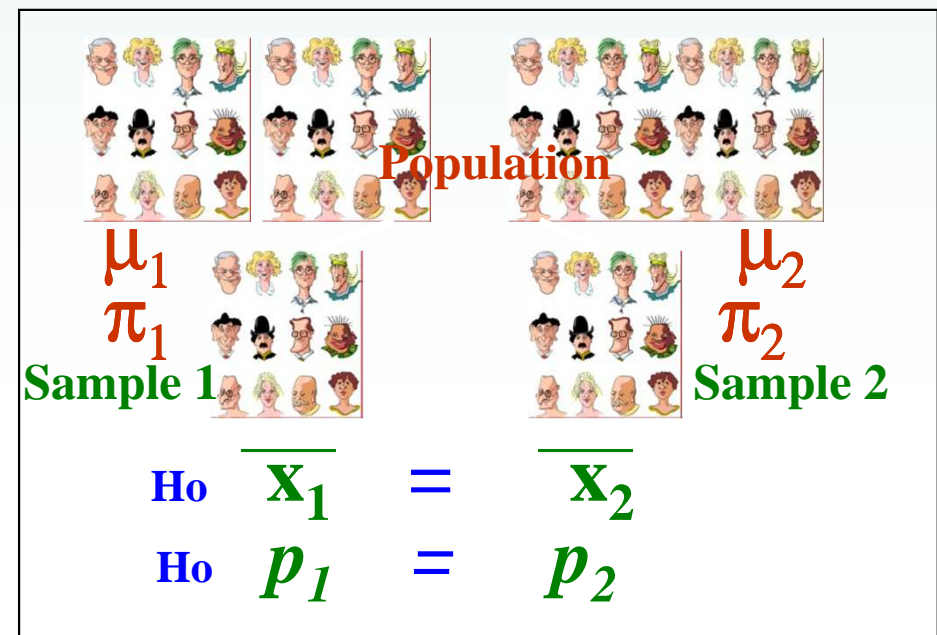 Population
μ₁ μ₂
π₁ π₂
Sample 1 Sample 2
Ho x̅₁ = x̅₂
Ho p₁ = p₂